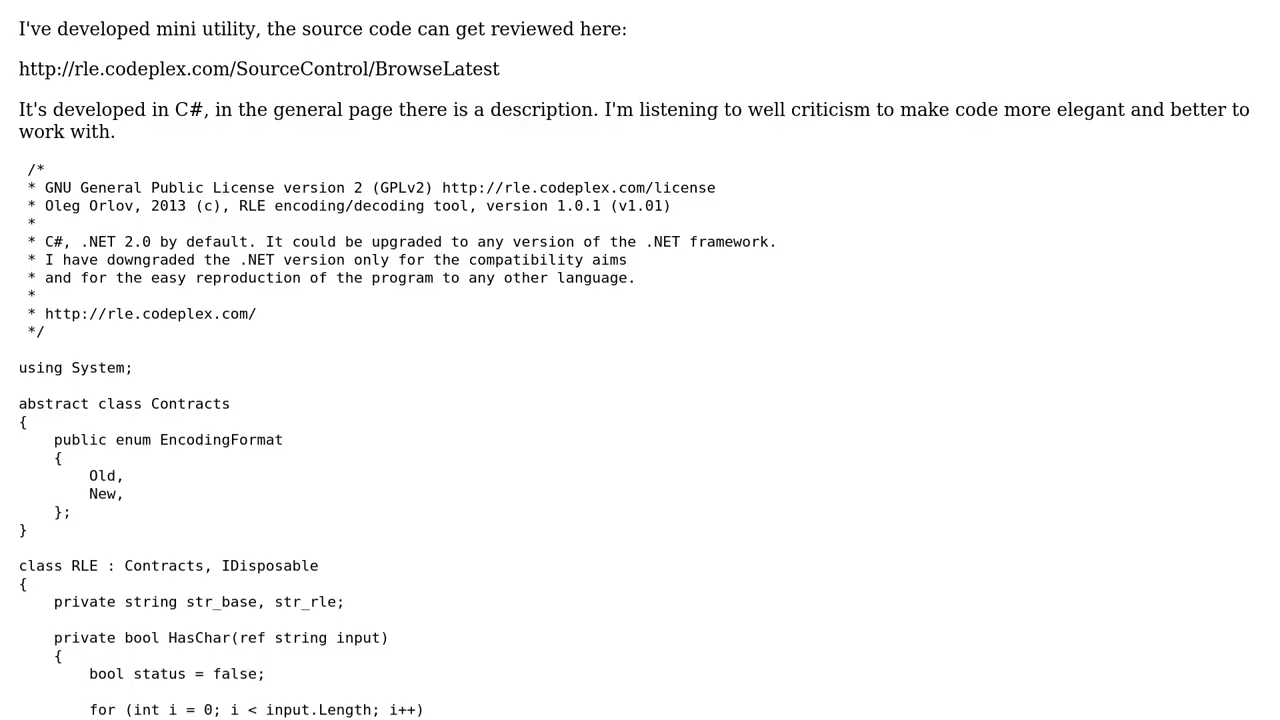 I've developed mini utility, the source code can get reviewed here:
http://rle.codeplex.com/SourceControl/BrowseLatest
It's developed in C#, in the general page there is a description. I'm listening to well criticism to make code more elegant and better to
work with.
/*
* GNU General Public License version 2 (GPLv2) http://rle.codeplex.com/license
* Oleg Orlov, 2013 (c), RLE encoding/decoding tool, version 1.0.1 (v1.01)
*
* C#, .NET 2.0 by default. It could be upgraded to any version of the .NET framework.
* I have downgraded the .NET version only for the compatibility aims
* and for the easy reproduction of the program to any other language.
*
* http://rle.codeplex.com/
*/
using System;
abstract class Contracts
{
    public enum EncodingFormat
    {
        Old,
        New,
    };
}
class RLE : Contracts, IDisposable
{
    private string str_base, str_rle;
    private bool HasChar(ref string input)
    {
        bool status = false;
        for (int i = 0; i < input.Length; i++)